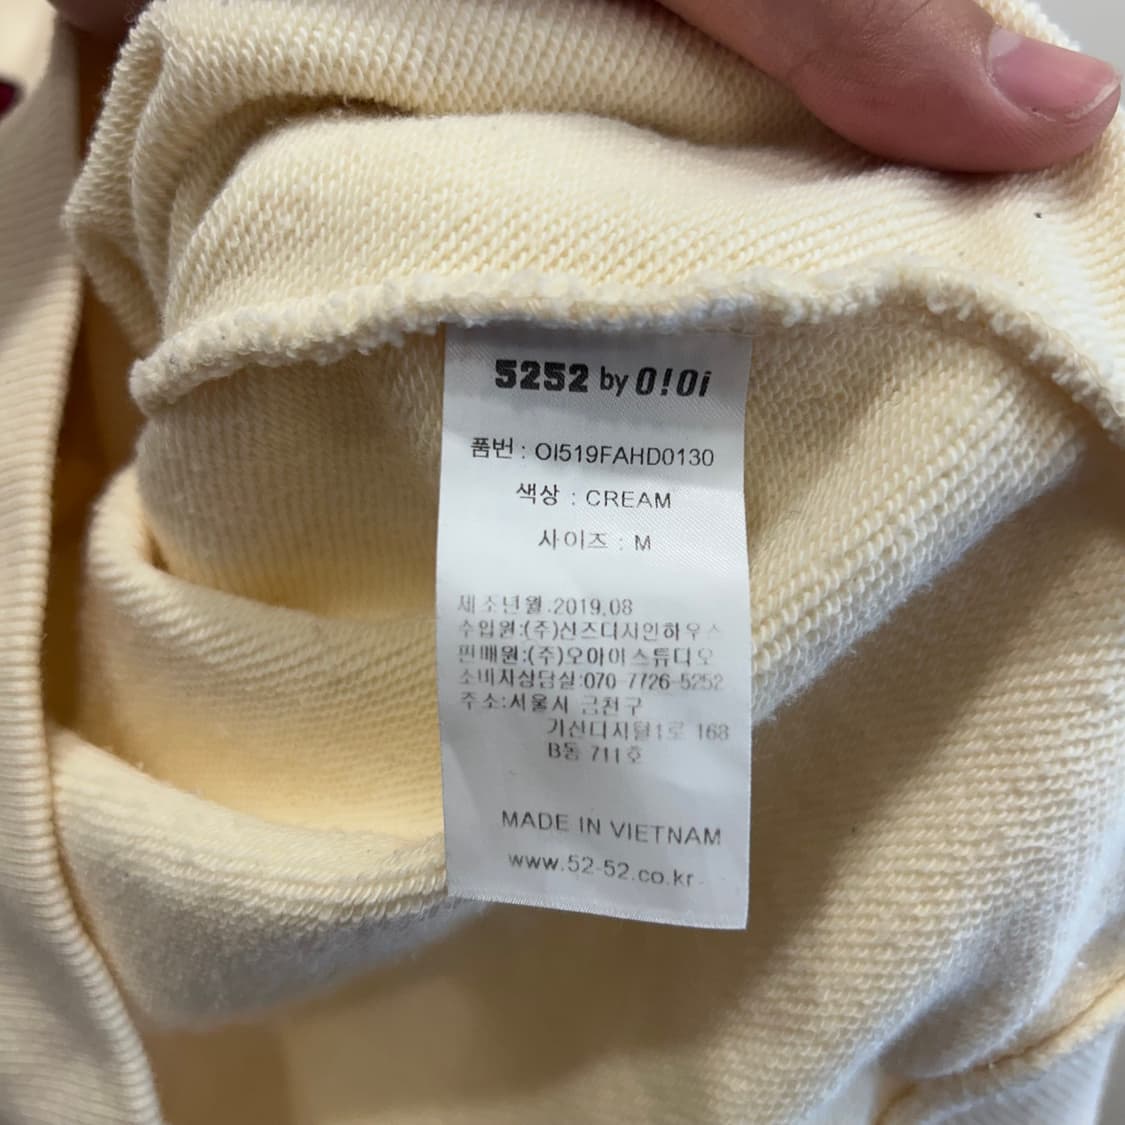 5252 by O!Oi
품번 : OI519FAHD0130
색상 : CREAM
사이즈 : M
제조년월.2019.08
수입원:(주)신즈디자인하우스
판매원:(주)오아이스튜디오
소비자상담실:070-7726-5252
주소:서울시 금천구
가산디지털1로 168
B동 711호
MADE IN VIETNAM
www.52-52.co.kr